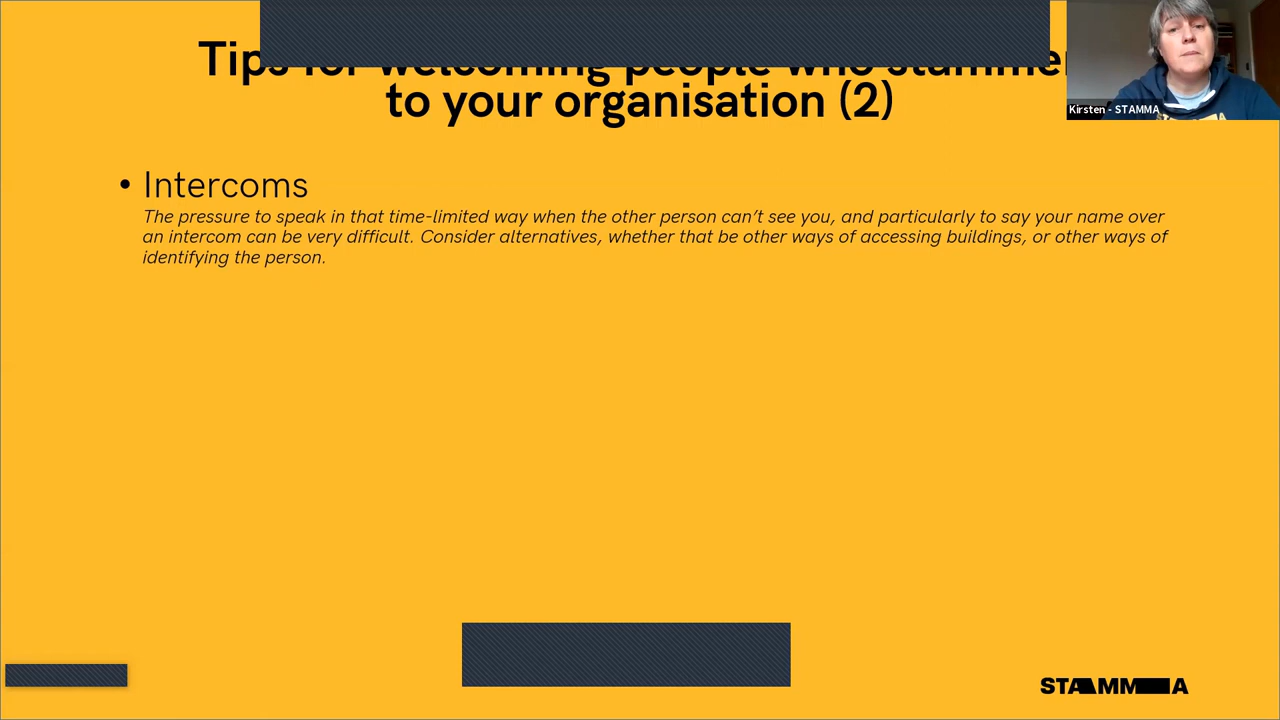 Tips for welcoming people who stammer
to your organisation (2)
Kirsten - STAMMA
• Intercoms
The pressure to speak in that time-limited way when the other person can’t see you, and particularly to say your name over
an intercom can be very difficult. Consider alternatives, whether that be other ways of accessing buildings, or other ways of
identifying the person.
STAMMA